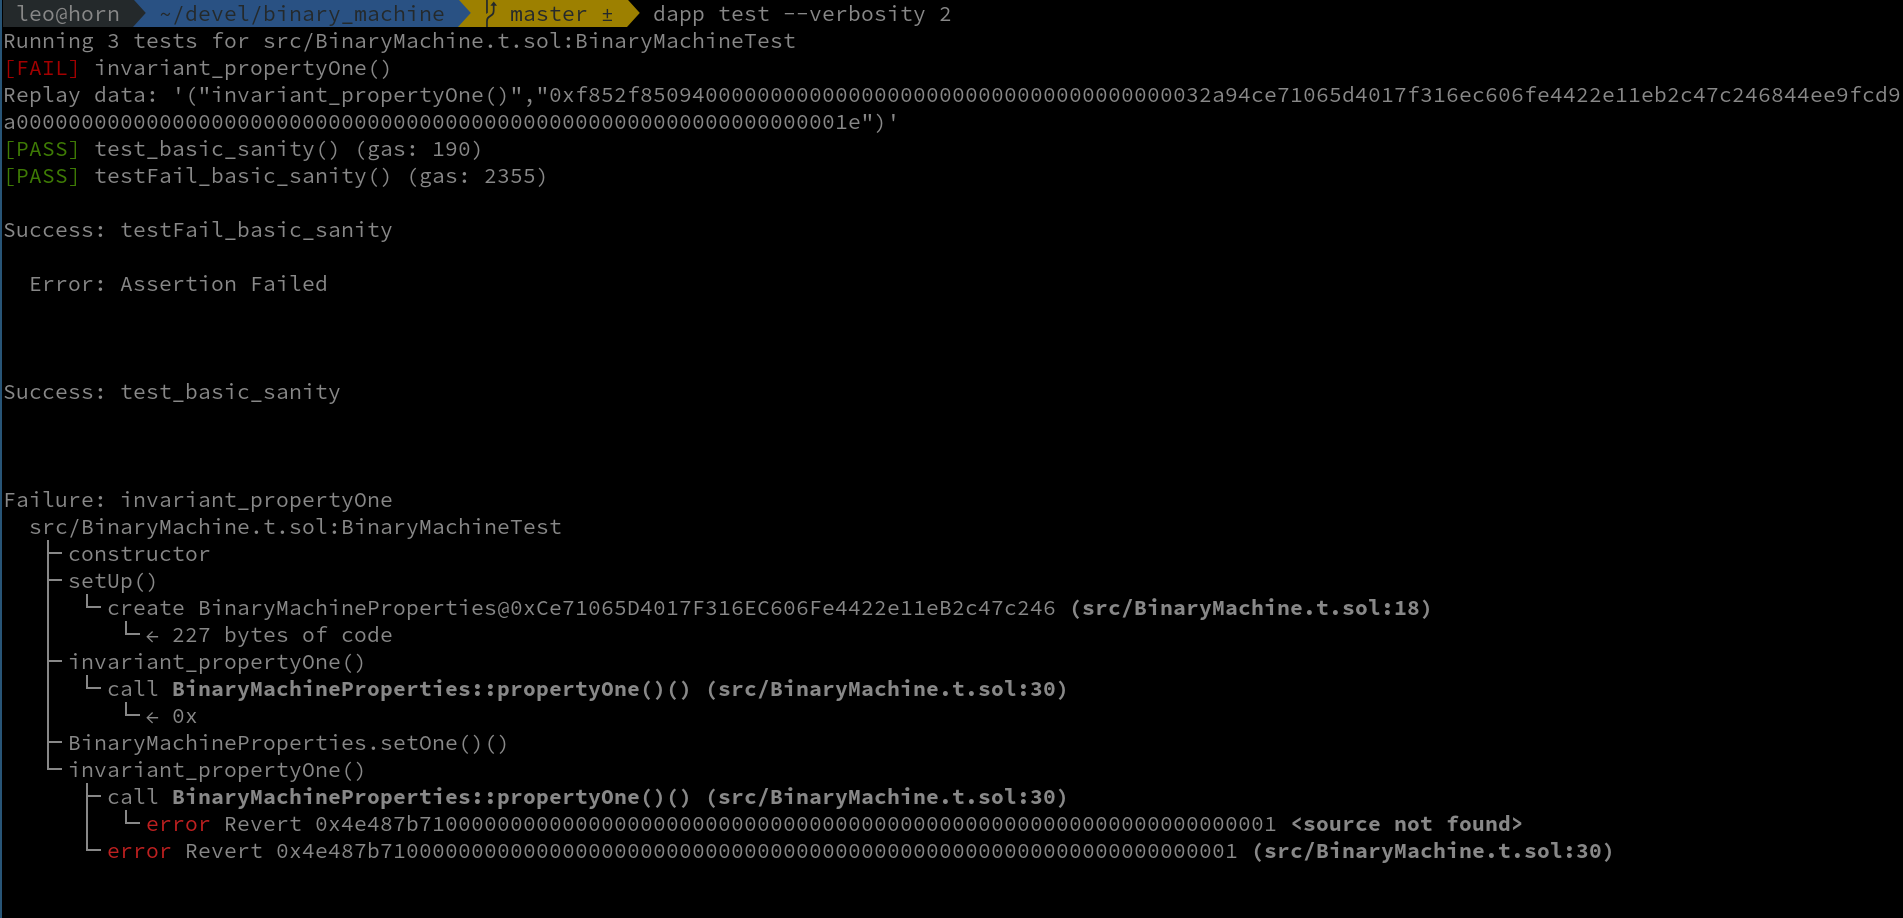 leo@horn ~/devel/binary_machine master ± dapp test --verbosity 2
Running 3 tests for src/BinaryMachine.t.sol:BinaryMachineTest
[FAIL] invariant_propertyOne()
Replay data: '("invariant_propertyOne()","0xf852f8509400000000000000000000000000000000000000032a94ce71065d4017f316ec606fe4422e11eb2c47c246844ee9fcd9
a000000000000000000000000000000000000000000000000000000000000000001e")'
[PASS] test_basic_sanity() (gas: 190)
[PASS] testFail_basic_sanity() (gas: 2355)
Success: testFail_basic_sanity
Error: Assertion Failed
Success: test_basic_sanity
Failure: invariant_propertyOne
src/BinaryMachine.t.sol:BinaryMachineTest
├╴constructor
├╴setUp()
└╴create BinaryMachineProperties@0xCe71065D4017F316EC606Fe4422e11eB2c47c246 (src/BinaryMachine.t.sol:18)
└╴← 227 bytes of code
├╴invariant_propertyOne()
└╴call BinaryMachineProperties::propertyOne()() (src/BinaryMachine.t.sol:30)
└╴← 0x
├╴BinaryMachineProperties.setOne()()
└╴invariant_propertyOne()
├╴call BinaryMachineProperties::propertyOne()() (src/BinaryMachine.t.sol:30)
└╴error Revert 0x4e487b710000000000000000000000000000000000000000000000000000000000000001 <source not found>
└╴error Revert 0x4e487b710000000000000000000000000000000000000000000000000000000000000001 (src/BinaryMachine.t.sol:30)